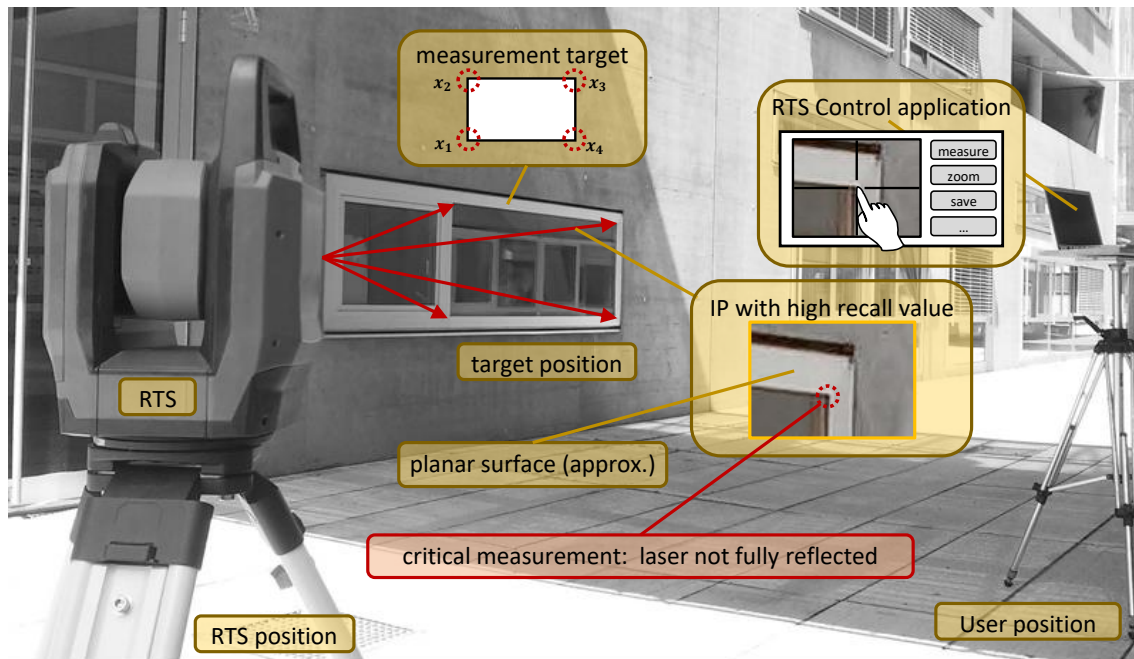 measurement target
x₂
x₃
x₁
x₄
RTS Control application
measure
zoom
save
...
IP with high recall value
target position
RTS
planar surface (approx.)
critical measurement: laser not fully reflected
RTS position
User position